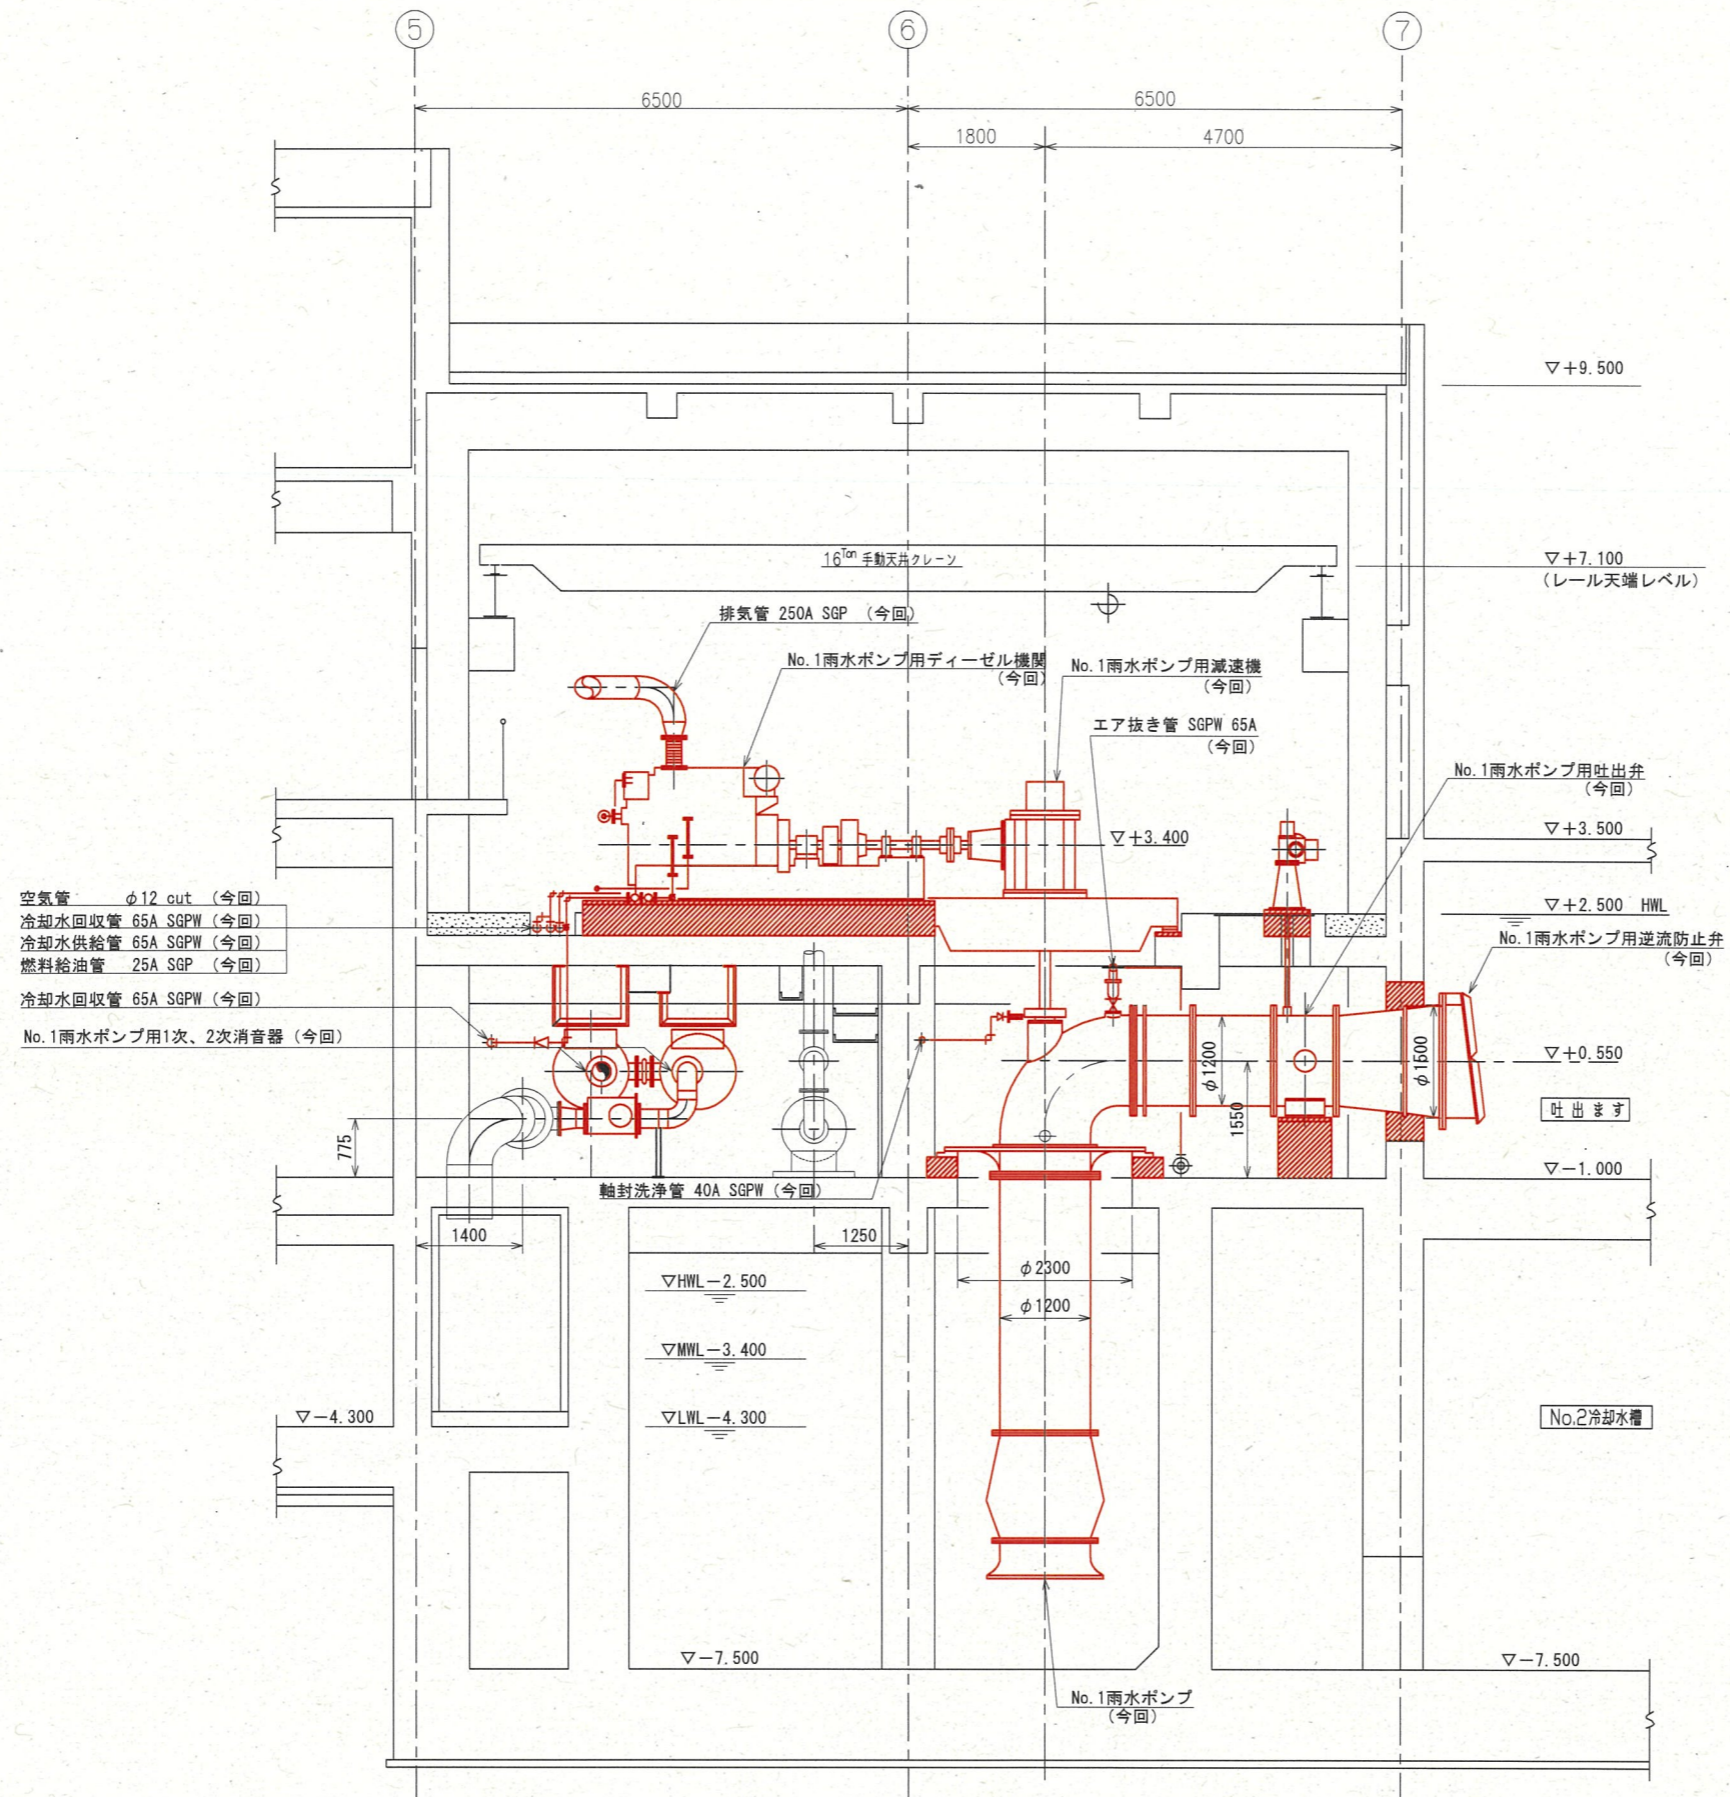 5
6
7
6500
6500
1800
4700
▽+9.500
16Ton 手動天井クレーン
▽+7.100
(レール天端レベル)
排気管 250A SGP (今回)
No.1雨水ポンプ用ディーゼル機関
(今回)
No.1雨水ポンプ用減速機
(今回)
エア抜き管 SGPW 65A
(今回)
No.1雨水ポンプ用吐出弁
(今回)
▽+3.400
▽+3.500
空気管 φ12 cut (今回)
冷却水回収管 65A SGPW (今回)
冷却水供給管 65A SGPW (今回)
燃料給油管 25A SGP (今回)
▽+2.500 HWL
No.1雨水ポンプ用逆流防止弁
(今回)
冷却水回収管 65A SGPW (今回)
No.1雨水ポンプ用1次、2次消音器 (今回)
φ1200
φ1500
▽+0.550
1550
775
吐出ます
▽-1.000
軸封洗浄管 40A SGPW (今回)
1400
1250
φ2300
▽HWL-2.500
φ1200
▽MWL-3.400
▽-4.300
▽LWL-4.300
No.2冷却水槽
▽-7.500
▽-7.500
No.1雨水ポンプ
(今回)